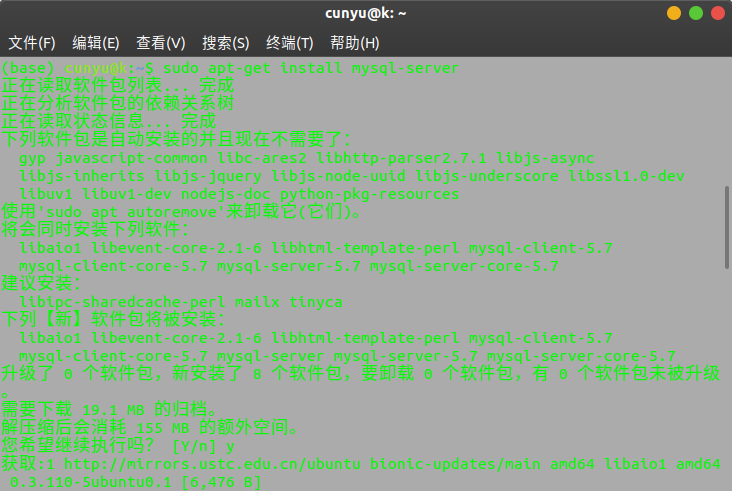 cunyu@k: ~
文件(F) 编辑(E) 查看(V) 搜索(S) 终端(T) 帮助(H)
(base) cunyu@k:~$ sudo apt-get install mysql-server
正在读取软件包列表... 完成
正在分析软件包的依赖关系树
正在读取状态信息... 完成
下列软件包是自动安装的并且现在不需要了：
  gyp javascript-common libc-ares2 libhttp-parser2.7.1 libjs-async
  libjs-inherits libjs-jquery libjs-node-uuid libjs-underscore libssl1.0-dev
  libuv1 libuv1-dev nodejs-doc python-pkg-resources
使用'sudo apt autoremove'来卸载它(它们)。
将会同时安装下列软件：
  libaio1 libevent-core-2.1-6 libhtml-template-perl mysql-client-5.7
  mysql-client-core-5.7 mysql-server-5.7 mysql-server-core-5.7
建议安装：
  libipc-sharedcache-perl mailx tinyca
下列【新】软件包将被安装：
  libaio1 libevent-core-2.1-6 libhtml-template-perl mysql-client-5.7
  mysql-client-core-5.7 mysql-server mysql-server-5.7 mysql-server-core-5.7
升级了 0 个软件包，新安装了 8 个软件包，要卸载 0 个软件包，有 0 个软件包未被升级
。
需要下载 19.1 MB 的归档。
解压缩后会消耗 155 MB 的额外空间。
您希望继续执行吗？ [Y/n] y
获取:1 http://mirrors.ustc.edu.cn/ubuntu bionic-updates/main amd64 libaio1 amd64
 0.3.110-5ubuntu0.1 [6,476 B]